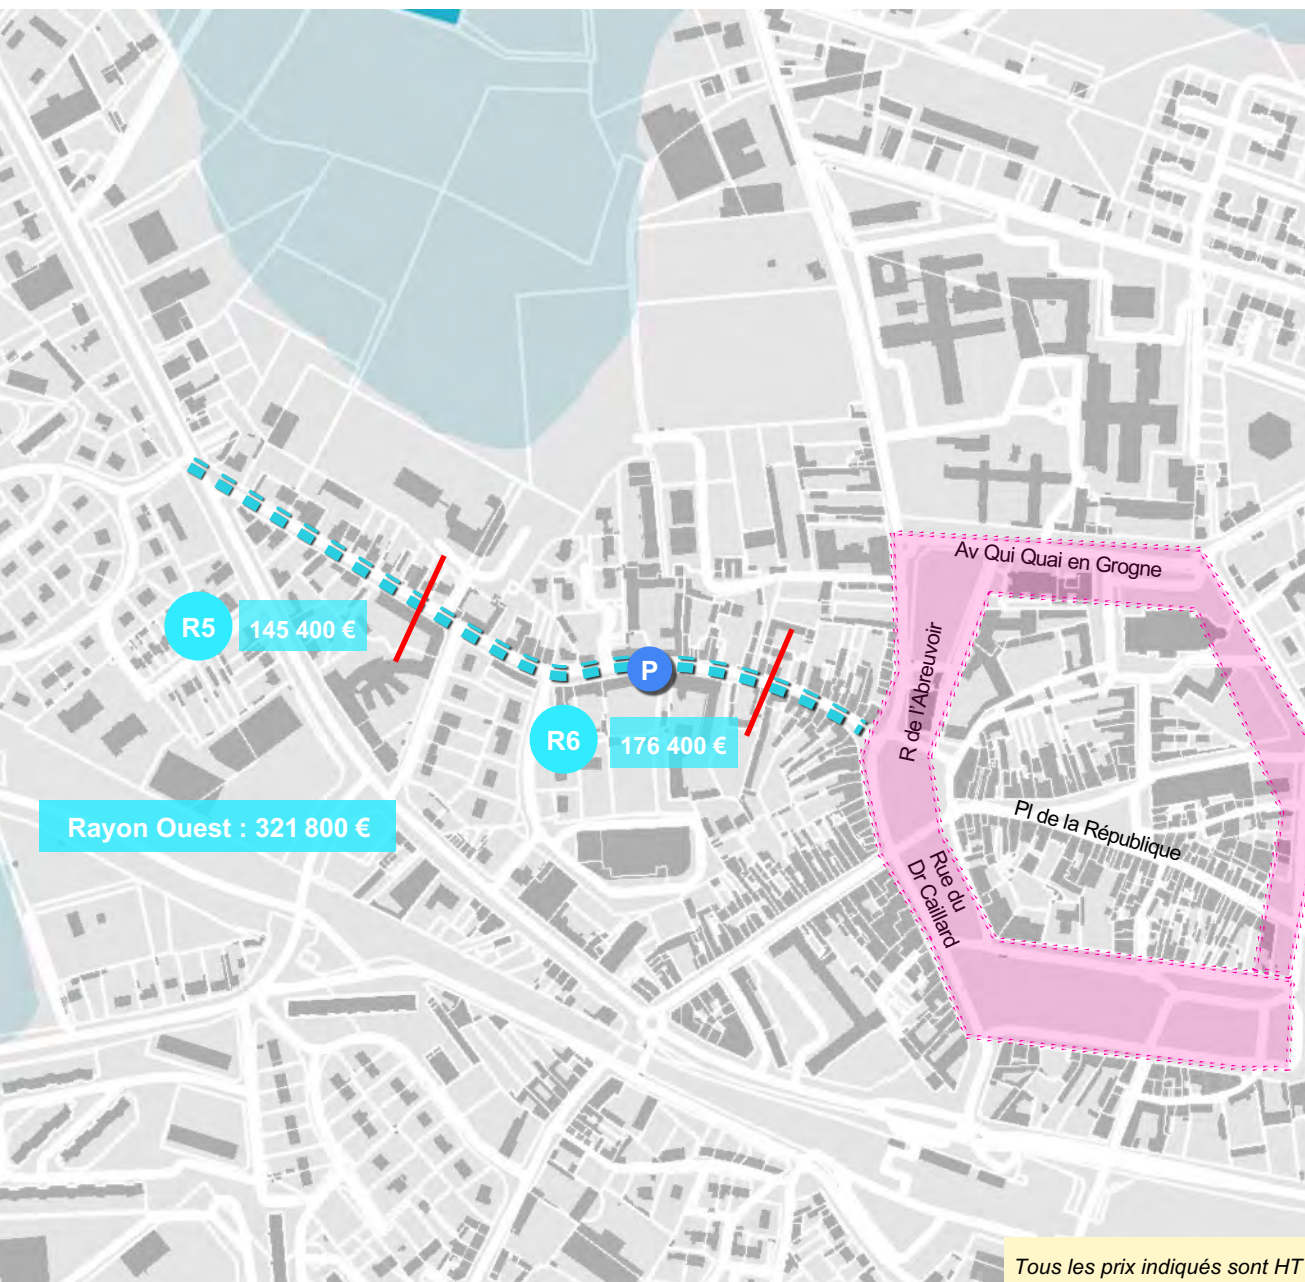 Av Qui Quai en Grogne
R5
145 400 €
P
R de l'Abreuvoir
R6
176 400 €
Rayon Ouest : 321 800 €
Pl de la République
Rue du
Dr Caillard
Tous les prix indiqués sont HT